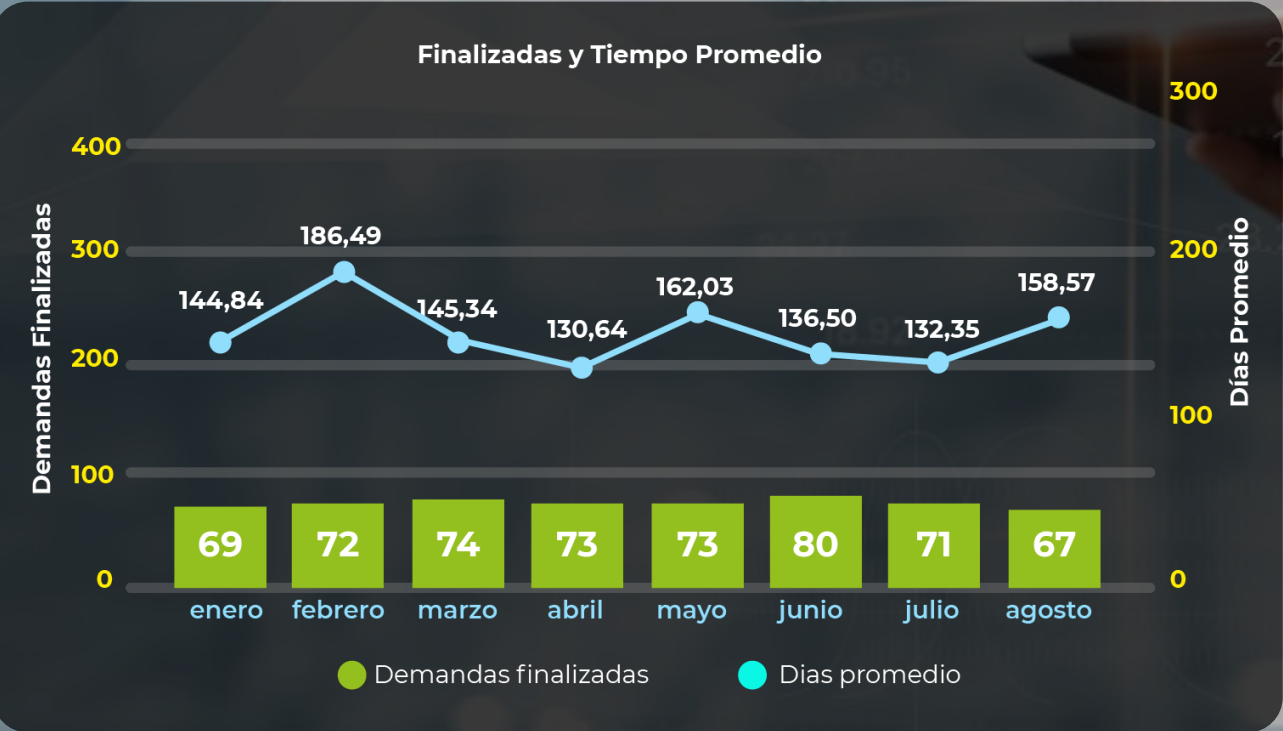 Finalizadas y Tiempo Promedio
300
400
186,49
300
200
144,84
145,34
130,64
162,03
136,50
132,35
158,57
200
100
100
0
0
Demandas Finalizadas
Días Promedio
69
72
74
73
73
80
71
67
enero
febrero
marzo
abril
mayo
junio
julio
agosto
Demandas finalizadas
Dias promedio